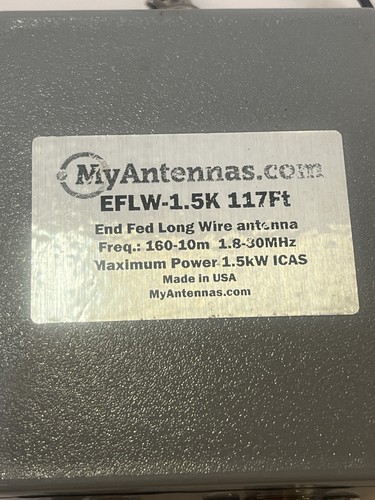 MyAntennas.com
EFLW-1.5K 117Ft
End Fed Long Wire antenna
Freq.: 160-10m 1.8-30MHz
Maximum Power 1.5kW ICAS
Made in USA
MyAntennas.com